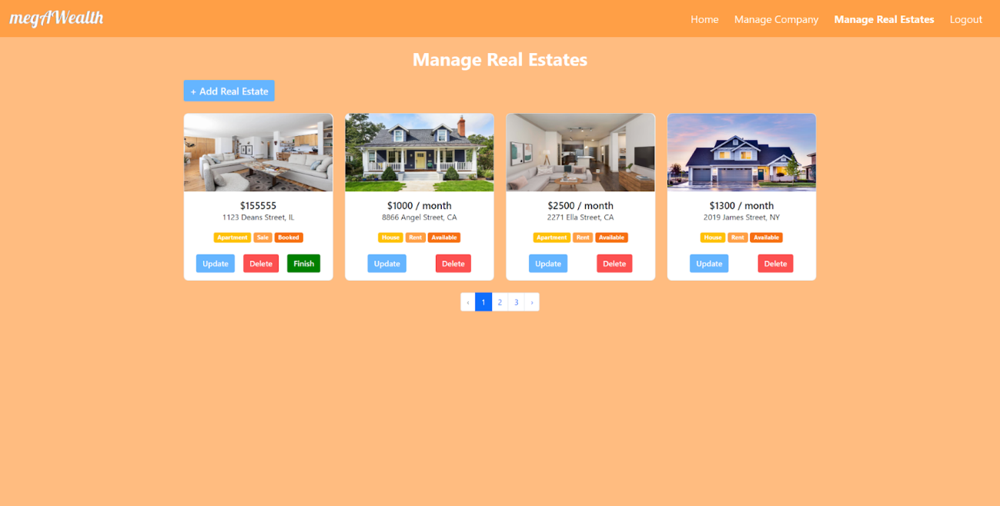 megAWealth
Home Manage Company Manage Real Estates Logout
Manage Real Estates
+ Add Real Estate
$155555
1123 Deans Street, IL
Apartment Sale Booked
Update Delete Finish
$1000 / month
8866 Angel Street, CA
House Rent Available
Update Delete
$2500 / month
2271 Ella Street, CA
Apartment Rent Available
Update Delete
$1300 / month
2019 James Street, NY
House Rent Available
Update Delete
‹ 1 2 3 ›